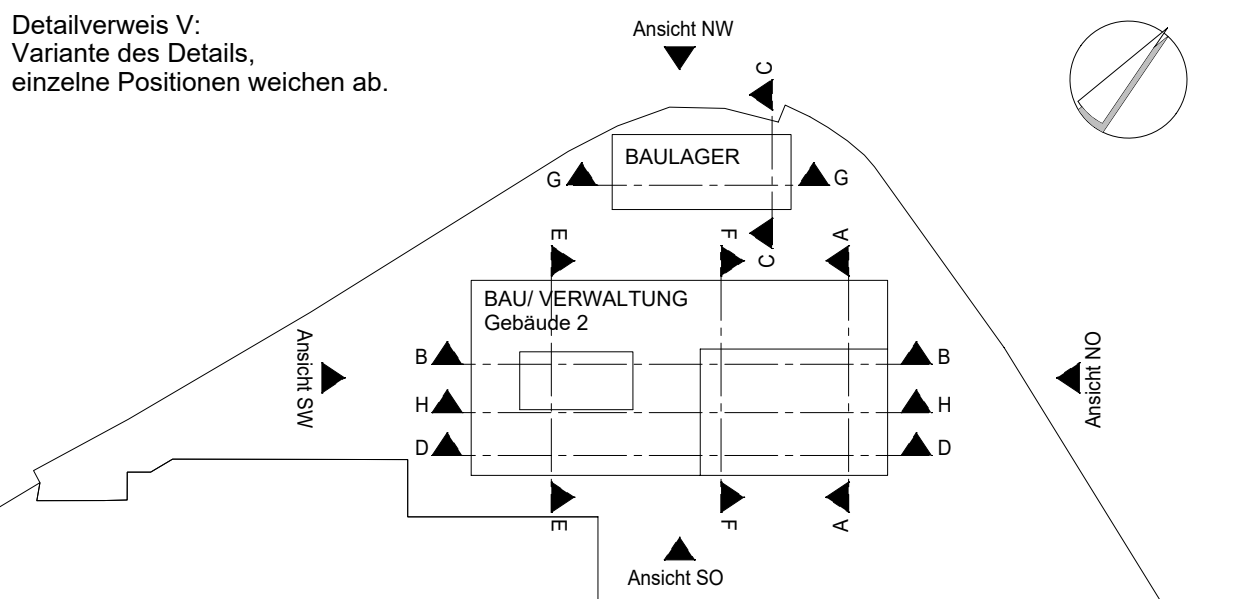 Detailverweis V:
Variante des Details,
einzelne Positionen weichen ab.
Ansicht NW
C
BAULAGER
G
G
E
F
C
A
BAU/ VERWALTUNG
Gebäude 2
Ansicht SW
B
B
Ansicht NO
H
H
D
D
E
F
A
Ansicht SO